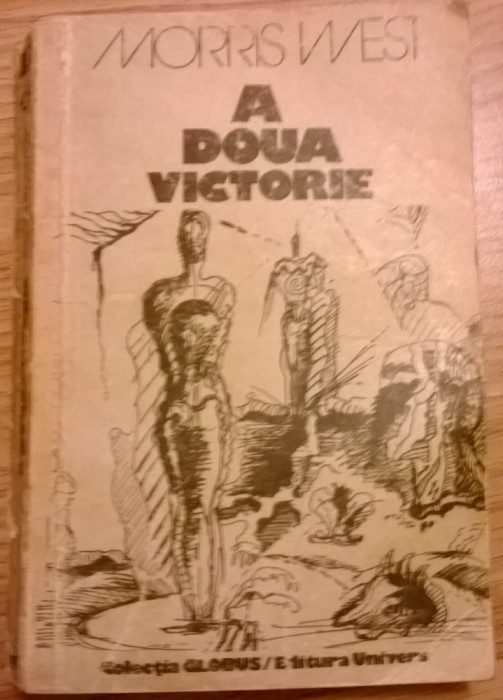 MORRIS WEST
A
DOUA
VICTORIE
Colecția GLOBUS/Editura Univers